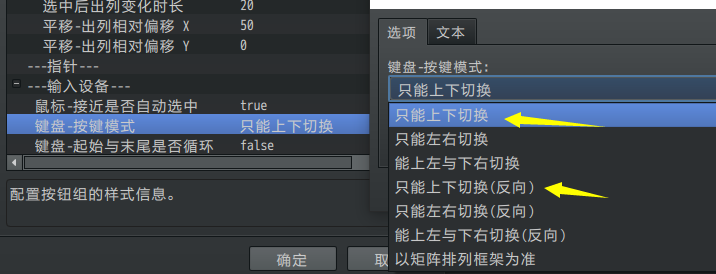 选中后出列变化时长 20
平移-出列相对偏移 X 50
平移-出列相对偏移 Y 0
---指针---
---输入设备---
鼠标-接近是否自动选中 true
键盘-按键模式 只能上下切换
键盘-起始与末尾是否循环 false
配置按钮组的样式信息。
确定
取
选项 文本
键盘-按键模式:
只能上下切换
只能上下切换
只能左右切换
能上左与下右切换
只能上下切换(反向)
只能左右切换(反向)
能上左与下右切换(反向)
以矩阵排列框架为准